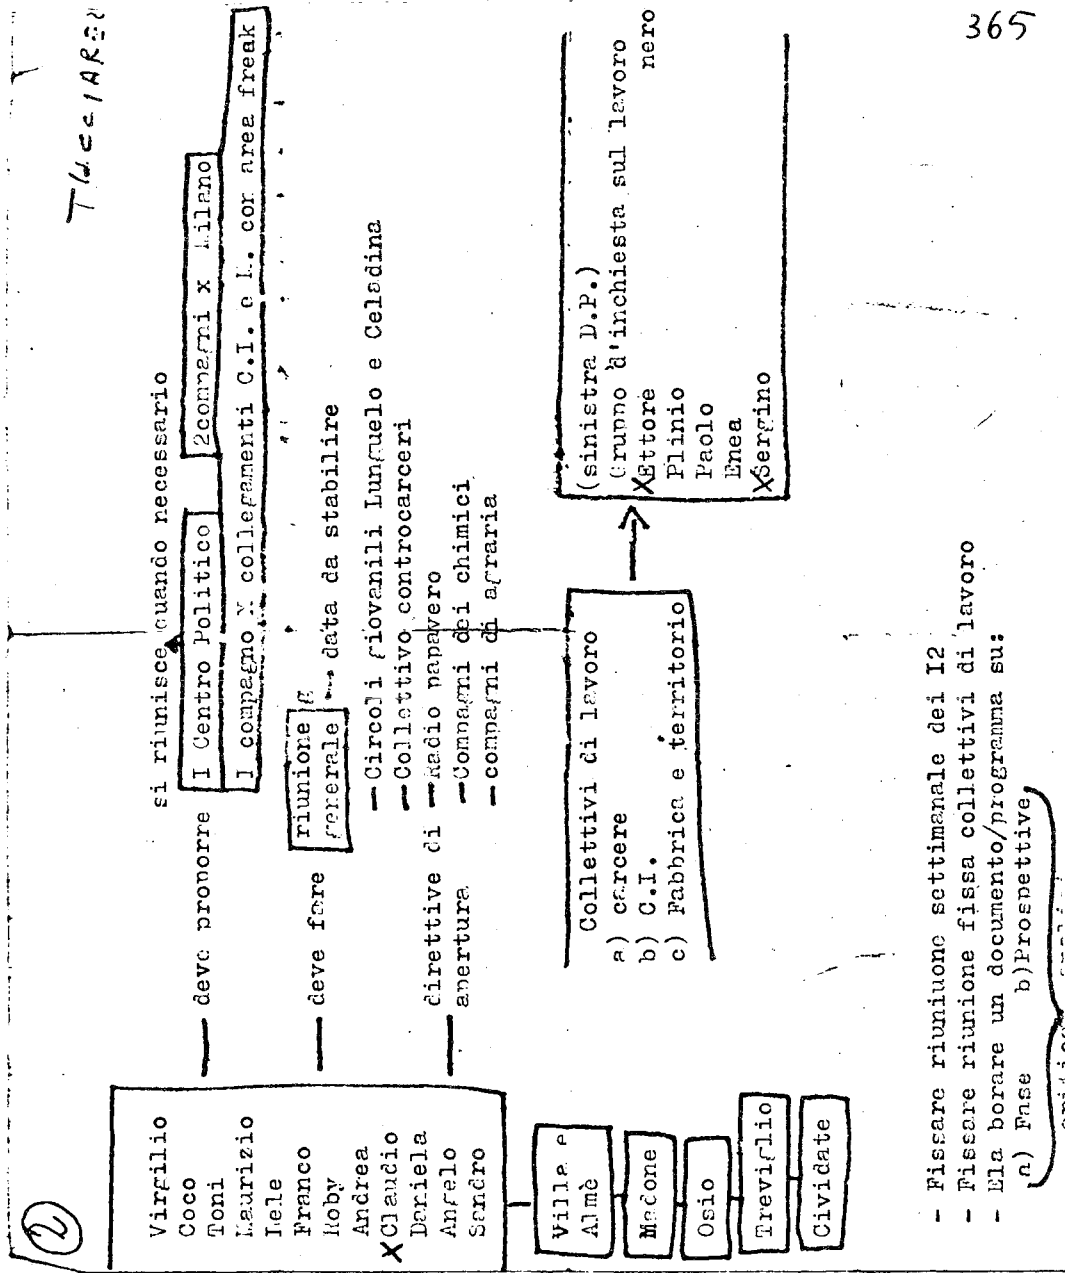 365
2
si riunisce quando necessario
Virgilio
Coco
Toni
Maurizio
Lele
Franco
Roby
Andrea
X Claudio
Daniela
Angelo
Sandro
— deve proporre
I Centro Politico
2compagni x Milano
I compagno X collegamenti C.I. e M. con area freak
— deve fare
riunione
generale
data da stabilire
— direttive di
apertura
— Circoli giovanili Lunguelo e Celadina
— Collettivo controcarceri
— Radio papavero
— Compagni dei chimici
— compagni di agraria
Villa e
Almè
Madone
Osio
Treviglio
Cividate
Collettivi di lavoro
a) carcere
b) C.I.
c) Fabbrica e territorio
(sinistra D.P.)
Gruppo d'inchiesta sul lavoro
nero
X Ettore
Plinio
Paolo
Enea
X Sergino
- Fissare riuniuone settimanale dei I2
- Fissare riunione fissa collettivi di lavoro
- Ela borare un documento/programma su:
a) Fase b)Prospettive